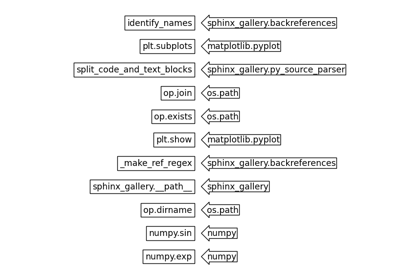 identify_names sphinx_gallery.backreferences
plt.subplots matplotlib.pyplot
split_code_and_text_blocks sphinx_gallery.py_source_parser
op.join os.path
op.exists os.path
plt.show matplotlib.pyplot
_make_ref_regex sphinx_gallery.backreferences
sphinx_gallery.__path__ sphinx_gallery
op.dirname os.path
numpy.sin numpy
numpy.exp numpy